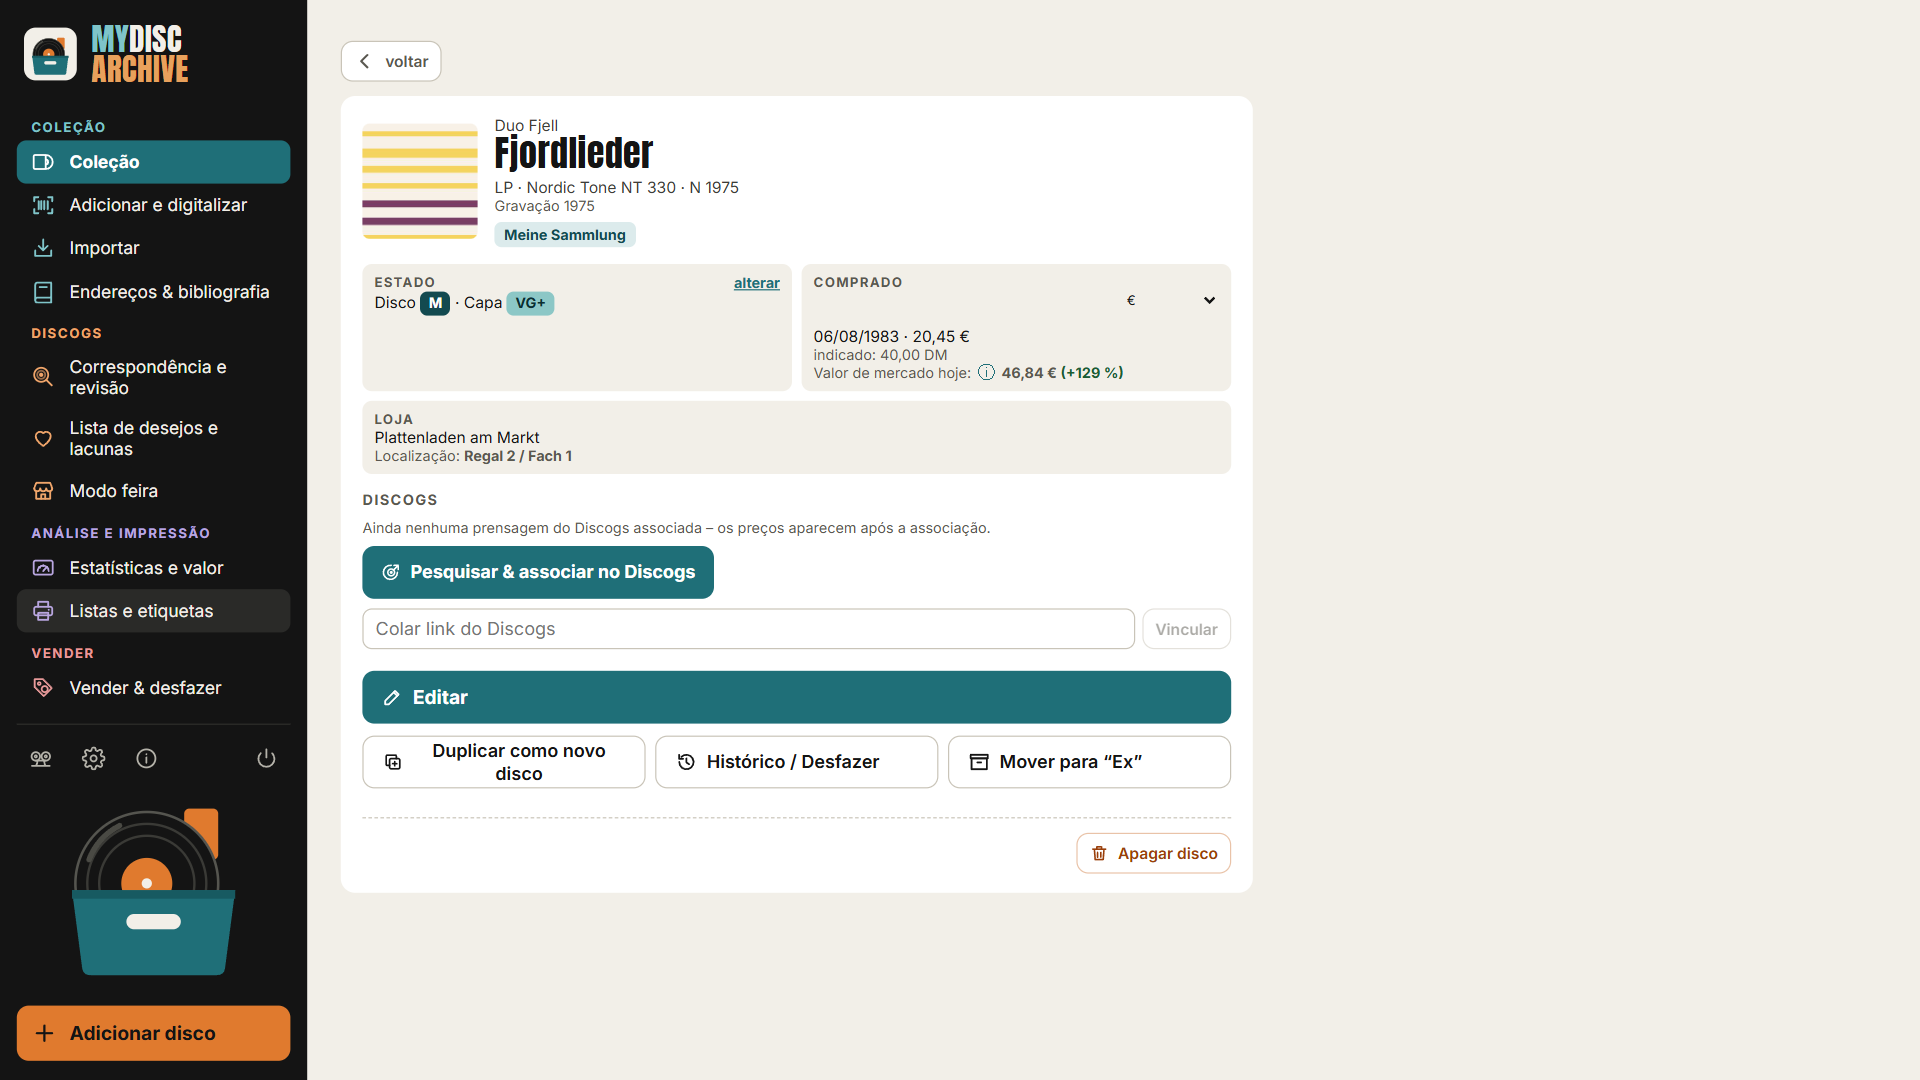 MYDISC
ARCHIVE
COLEÇÃO
Coleção
Adicionar e digitalizar
Importar
Endereços & bibliografia
DISCOGS
Correspondência e
revisão
Lista de desejos e
lacunas
Modo feira
ANÁLISE E IMPRESSÃO
Estatísticas e valor
Listas e etiquetas
VENDER
Vender & desfazer
Adicionar disco
voltar
Duo Fjell
Fjordlieder
LP · Nordic Tone NT 330 · N 1975
Gravação 1975
Meine Sammlung
ESTADO
alterar
Disco M · Capa VG+
COMPRADO
€
06/08/1983 · 20,45 €
indicado: 40,00 DM
Valor de mercado hoje: ⓘ 46,84 € (+129 %)
LOJA
Plattenladen am Markt
Localização: Regal 2 / Fach 1
DISCOGS
Ainda nenhuma prensagem do Discogs associada – os preços aparecem após a associação.
Pesquisar & associar no Discogs
Colar link do Discogs
Vincular
Editar
Duplicar como novo
disco
Histórico / Desfazer
Mover para “Ex”
Apagar disco